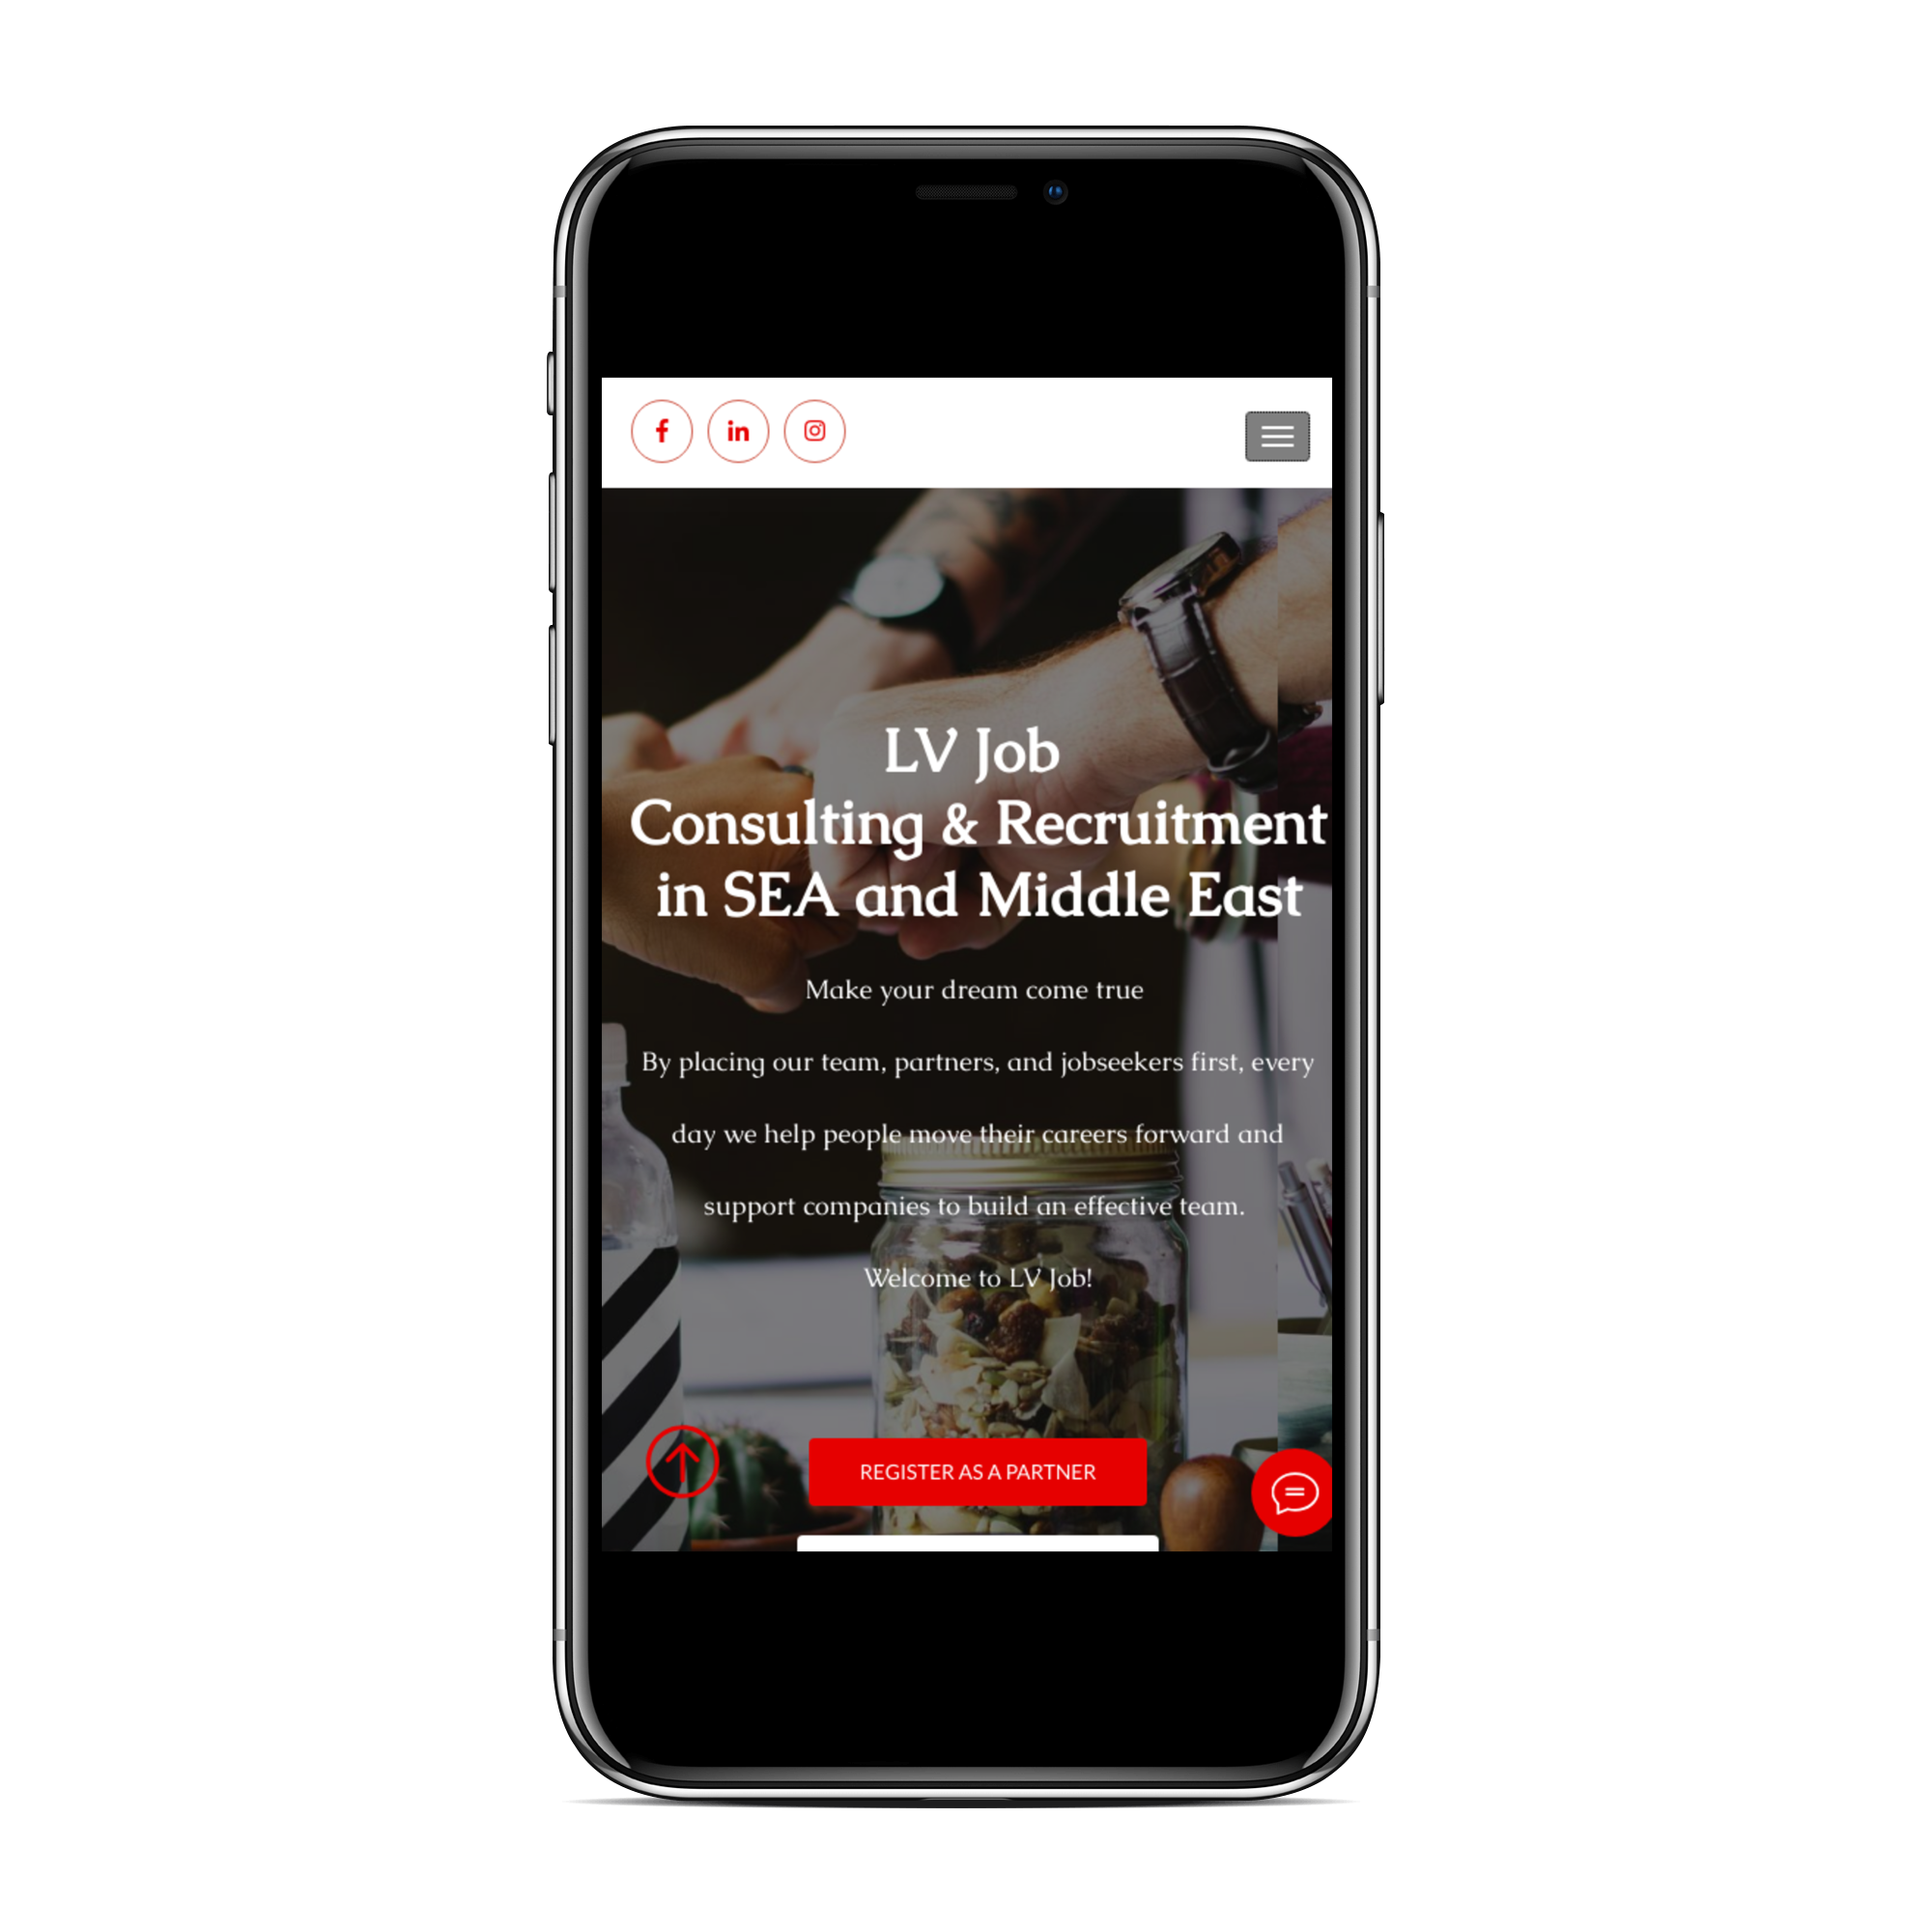 LV Job
Consulting & Recruitment
in SEA and Middle East
Make your dream come true
By placing our team, partners, and jobseekers first, every
day we help people move their careers forward and
support companies to build an effective team.
Welcome to LV Job!
REGISTER AS A PARTNER